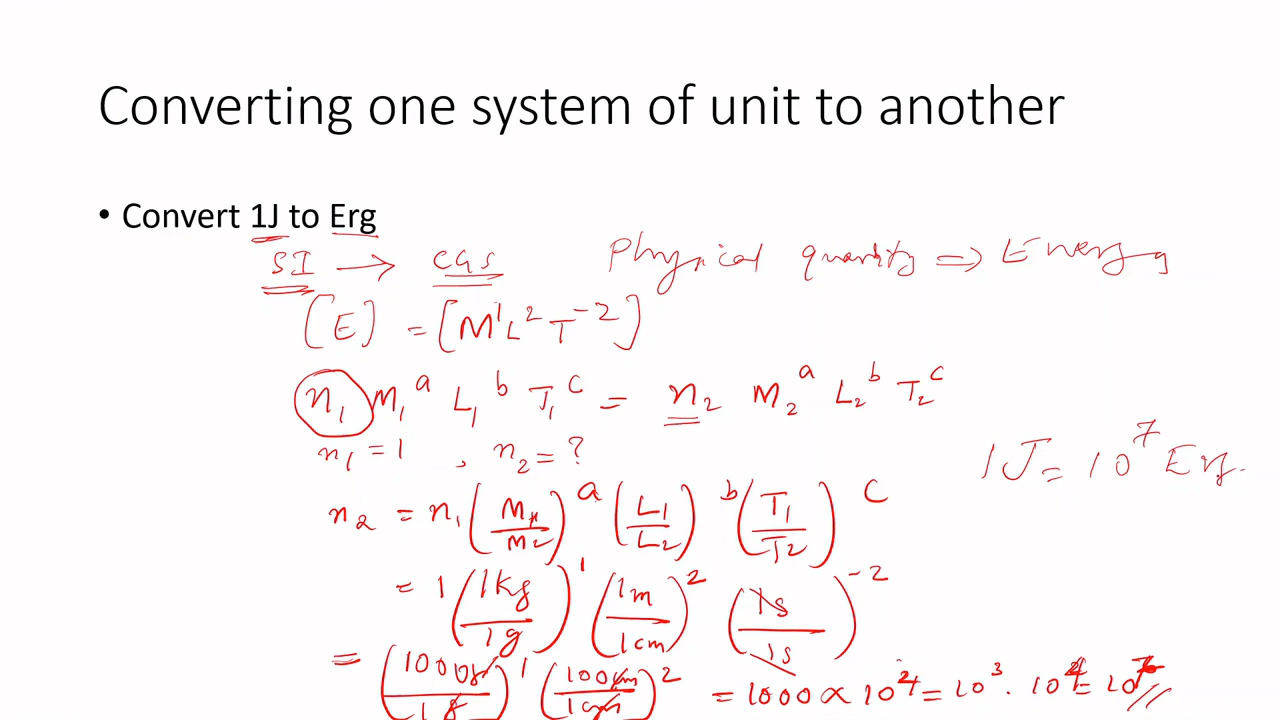 Converting one system of unit to another
• Convert 1J to Erg
SI → CGS Physical quantity ⇒ Energy
[E] = [M¹L²T⁻²]
n₁ M₁ᵃ L₁ᵇ T₁ᶜ = n₂ M₂ᵃ L₂ᵇ T₂ᶜ
n₁ = 1 , n₂ = ?
1J = 10⁷ Erg.
n₂ = n₁ (M₁/M₂)ᵃ (L₁/L₂)ᵇ (T₁/T₂)ᶜ
= 1 (1kg/1g)¹ (1m/1cm)² (1s/1s)⁻²
= (1000g/1g)¹ (100cm/1cm)² = 1000 × 10⁴ = 10³ . 10⁴ = 10⁷